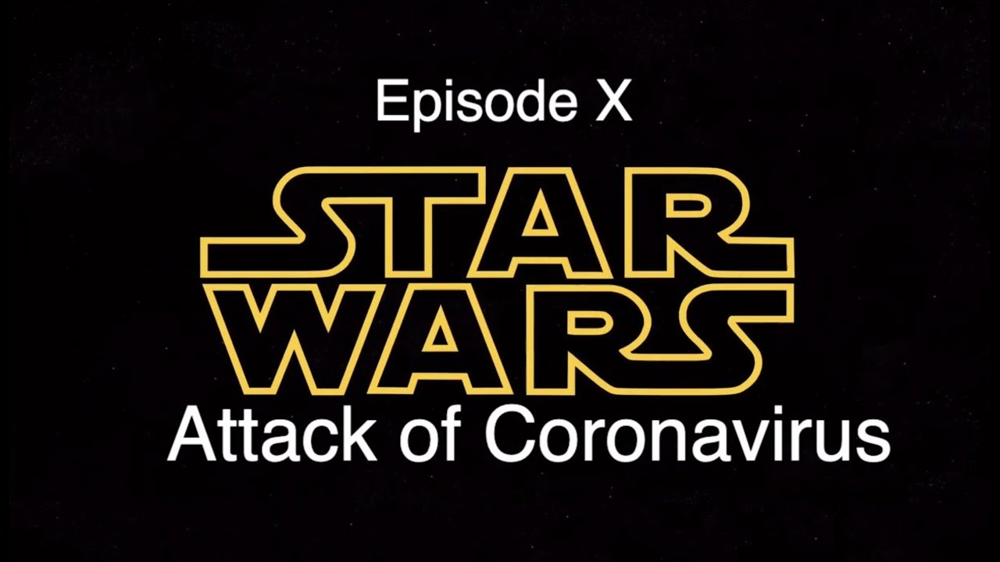 Episode X
STAR
WARS
Attack of Coronavirus